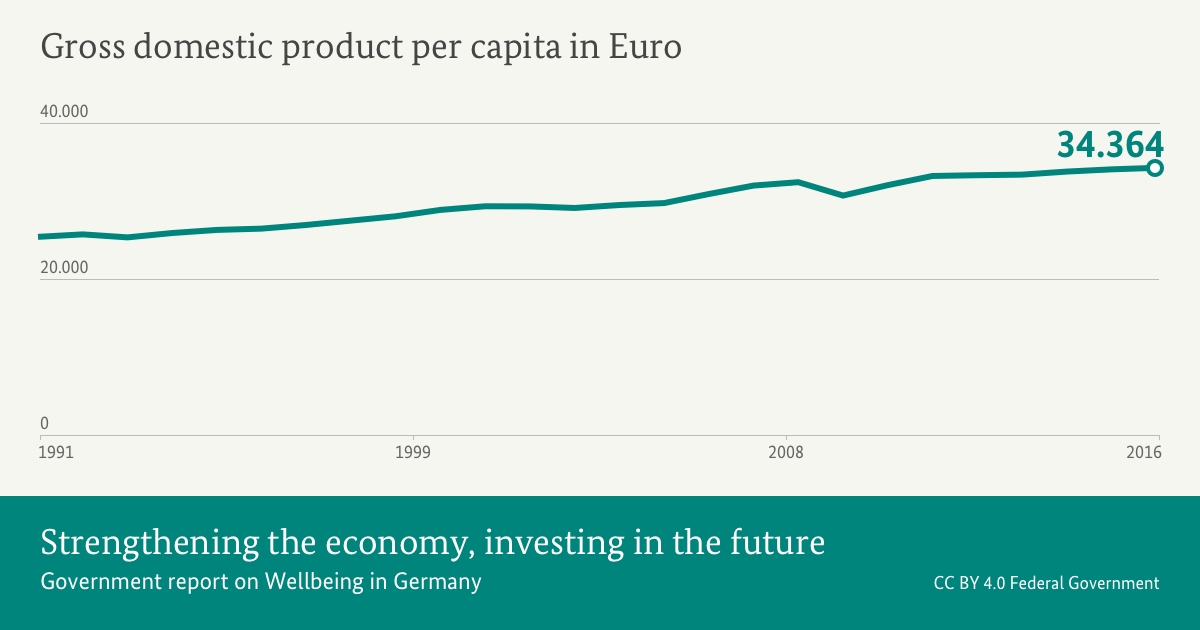 Gross domestic product per capita in Euro
40.000
34.364
20.000
0
1991 1999 2008 2016
Strengthening the economy, investing in the future
Government report on Wellbeing in Germany
CC BY 4.0 Federal Government